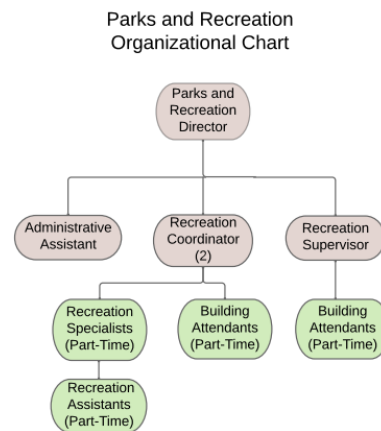 Parks and Recreation
Organizational Chart
Parks and
Recreation
Director
Administrative
Assistant
Recreation
Coordinator
(2)
Recreation
Supervisor
Recreation
Specialists
(Part-Time)
Building
Attendants
(Part-Time)
Building
Attendants
(Part-Time)
Recreation
Assistants
(Part-Time)